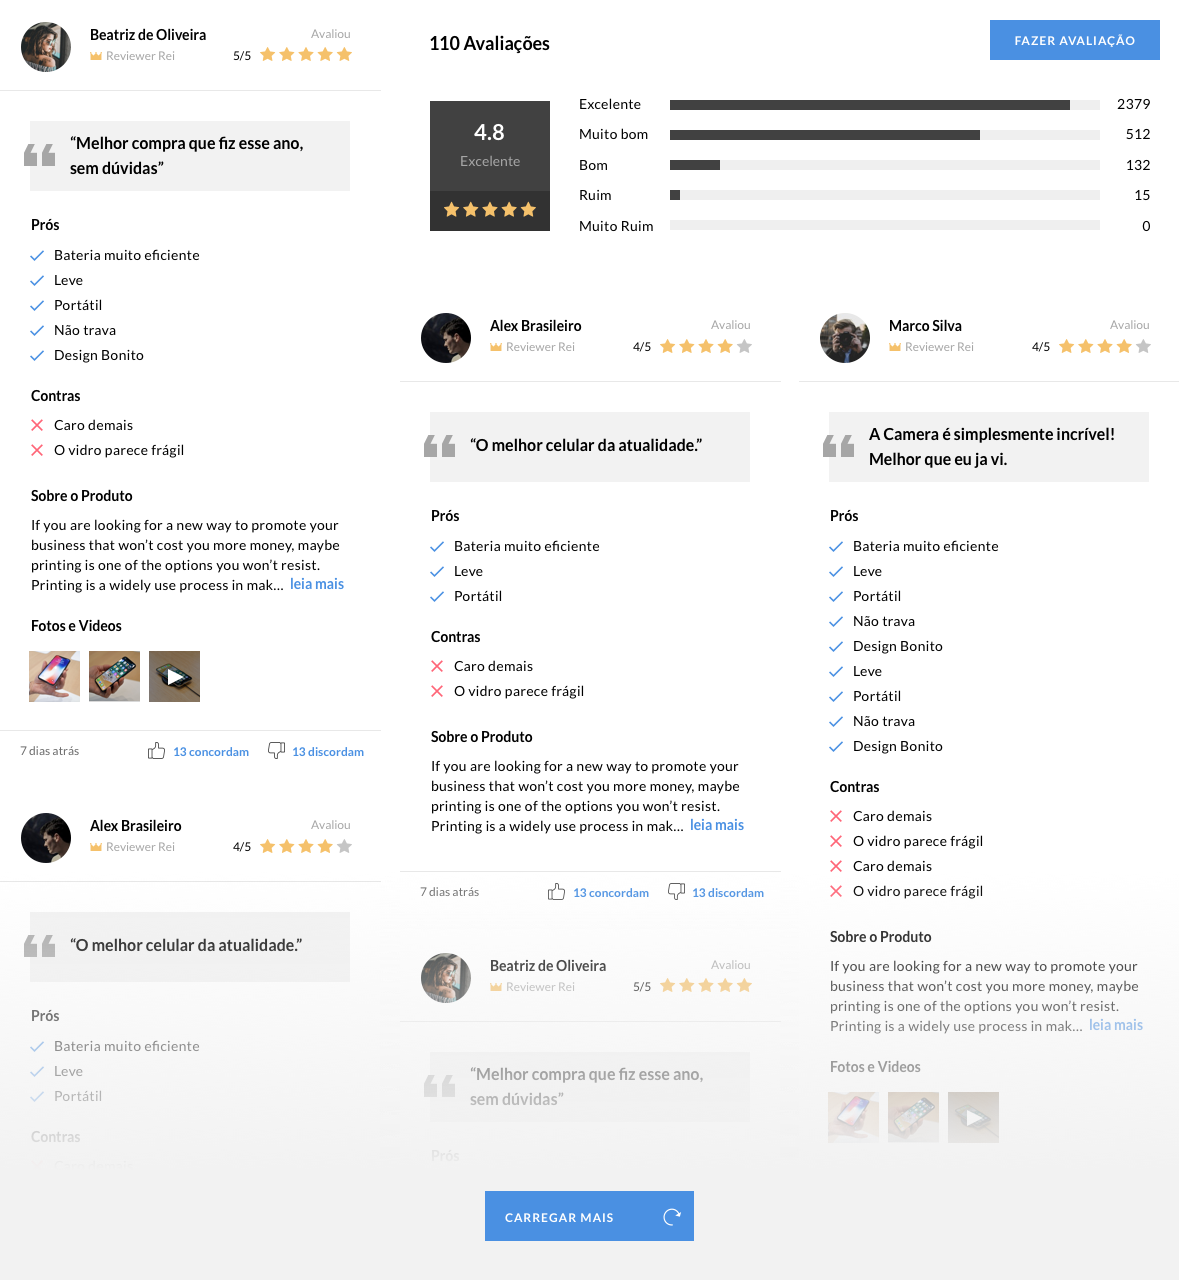 Beatriz de Oliveira
Avaliou
Reviewer Rei
5/5
“Melhor compra que fiz esse ano,
sem dúvidas”
Prós
Bateria muito eficiente
Leve
Portátil
Não trava
Design Bonito
Contras
Caro demais
O vidro parece frágil
Sobre o Produto
If you are looking for a new way to promote your
business that won’t cost you more money, maybe
printing is one of the options you won’t resist.
Printing is a widely use process in mak... leia mais
Fotos e Videos
7 dias atrás
13 concordam
13 discordam
Alex Brasileiro
Avaliou
Reviewer Rei
4/5
“O melhor celular da atualidade.”
Prós
Bateria muito eficiente
Leve
Portátil
Contras
Caro demais
110 Avaliações
FAZER AVALIAÇÃO
4.8
Excelente
Excelente 2379
Muito bom 512
Bom 132
Ruim 15
Muito Ruim 0
Alex Brasileiro
Avaliou
Reviewer Rei
4/5
“O melhor celular da atualidade.”
Prós
Bateria muito eficiente
Leve
Portátil
Contras
Caro demais
O vidro parece frágil
Sobre o Produto
If you are looking for a new way to promote your
business that won’t cost you more money, maybe
printing is one of the options you won’t resist.
Printing is a widely use process in mak... leia mais
7 dias atrás
13 concordam
13 discordam
Beatriz de Oliveira
Avaliou
Reviewer Rei
5/5
“Melhor compra que fiz esse ano,
sem dúvidas”
Prós
Marco Silva
Avaliou
Reviewer Rei
4/5
A Camera é simplesmente incrível!
Melhor que eu ja vi.
Prós
Bateria muito eficiente
Leve
Portátil
Não trava
Design Bonito
Leve
Portátil
Não trava
Design Bonito
Contras
Caro demais
O vidro parece frágil
Caro demais
O vidro parece frágil
Sobre o Produto
If you are looking for a new way to promote your
business that won’t cost you more money, maybe
printing is one of the options you won’t resist.
Printing is a widely use process in mak... leia mais
Fotos e Videos
CARREGAR MAIS